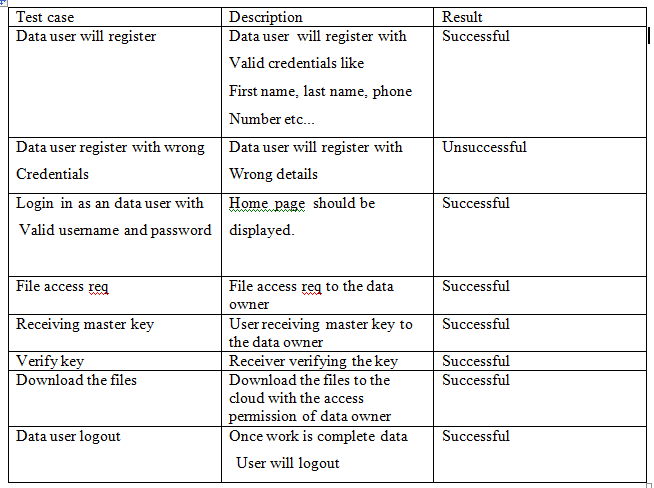 Test case Description Result
Data user will register Data user will register with Successful
Valid credentials like
First name, last name, phone
Number etc...
Data user register with wrong Data user will register with Unsuccessful
Credentials Wrong details
Login in as an data user with Home page should be Successful
Valid username and password displayed.
File access req File access req to the data Successful
owner
Receiving master key User receiving master key to Successful
the data owner
Verify key Receiver verifying the key Successful
Download the files Download the files to the Successful
cloud with the access
permission of data owner
Data user logout Once work is complete data Successful
User will logout